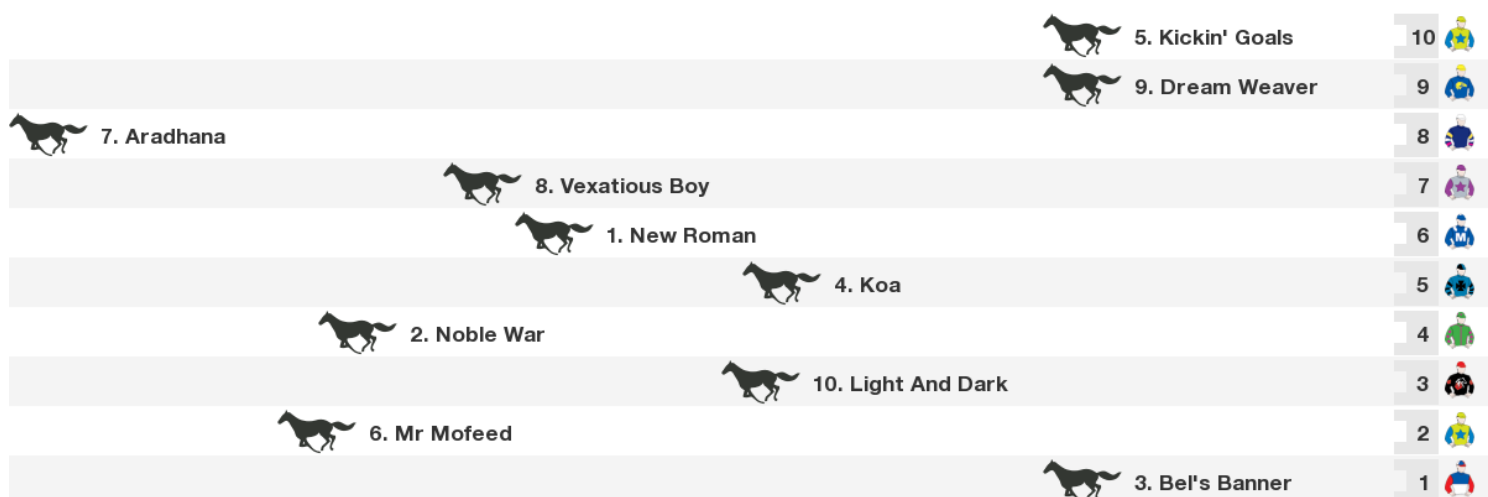 5. Kickin' Goals 10
9. Dream Weaver 9
7. Aradhana 8
8. Vexatious Boy 7
1. New Roman 6 M
4. Koa 5
2. Noble War 4
10. Light And Dark 3
6. Mr Mofeed 2
3. Bel's Banner 1